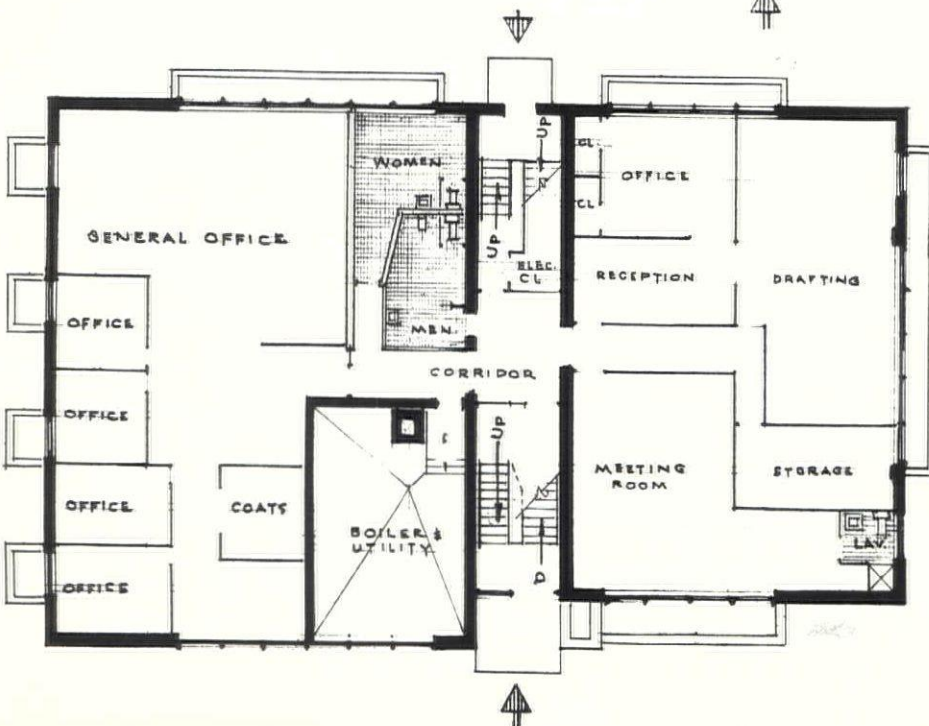 WOMEN
UP
UP
CL
CL
OFFICE
GENERAL OFFICE
ELEC.
CL
RECEPTION
DRAFTING
OFFICE
MEN
CORRIDOR
OFFICE
UP
MEETING
ROOM
STORAGE
OFFICE
COATS
BOILER &
UTILITY
LAV.
D
OFFICE